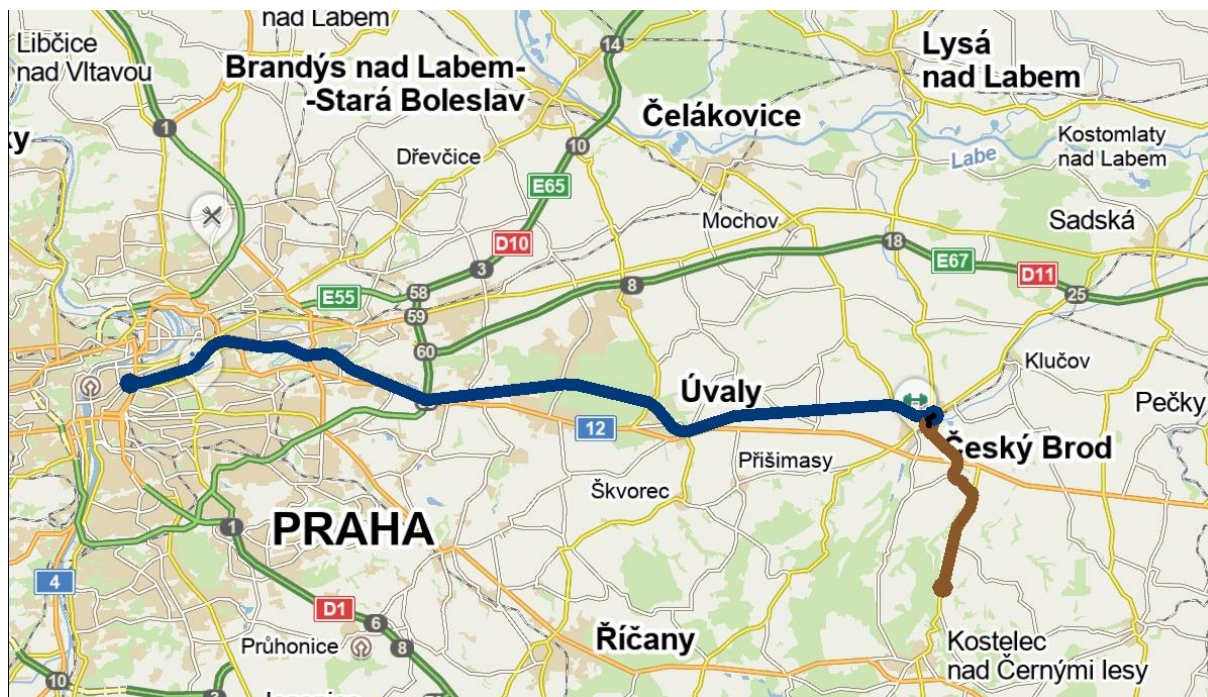 nad Labem
Libčice
nad Vltavou
Brandýs nad Labem-
-Stará Boleslav
14
Lysá
nad Labem
Čelákovice
1
ky
Dřevčice
10
Kostomlaty
nad Labem
Labe
E65
Mochov
Sadská
D10
18
E67
3
D11
E55
58
8
25
59
60
Klučov
Úvaly
Pečky
12
Český Brod
Přišimasy
Škvorec
PRAHA
1
4
D1
6
Říčany
Průhonice
8
Kostelec
nad Černými lesy
10
3